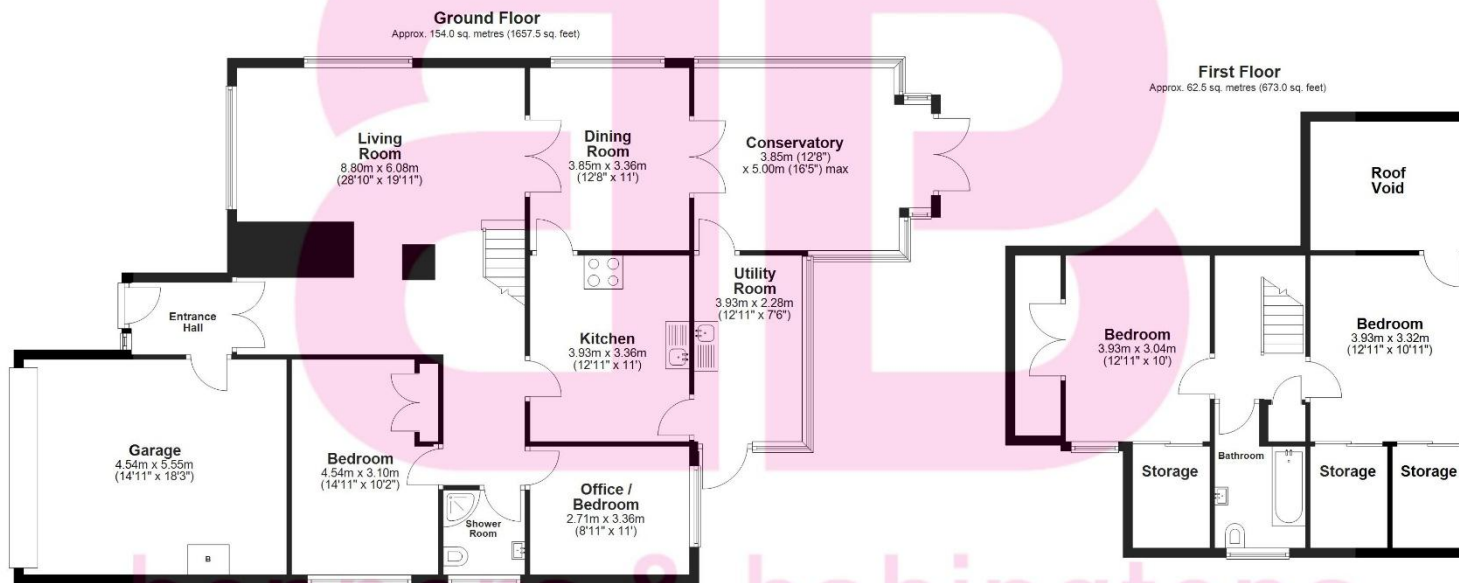 Ground Floor
Approx. 154.0 sq. metres (1657.5 sq. feet)
Living
Room
8.80m x 6.08m
(28'10" x 19'11")
Dining
Room
3.85m x 3.36m
(12'8" x 11')
Conservatory
3.85m (12'8")
x 5.00m (16'5") max
Entrance
Hall
Kitchen
3.93m x 3.36m
(12'11" x 11')
Utility
Room
3.93m x 2.28m
(12'11" x 7'6")
Garage
4.54m x 5.55m
(14'11" x 18'3")
B
Bedroom
4.54m x 3.10m
(14'11" x 10'2")
Shower
Room
Office /
Bedroom
2.71m x 3.36m
(8'11" x 11')
First Floor
Approx. 62.5 sq. metres (673.0 sq. feet)
Roof
Void
Bedroom
3.93m x 3.04m
(12'11" x 10')
Bedroom
3.93m x 3.32m
(12'11" x 10'11")
Storage
Bathroom
Storage
Storage